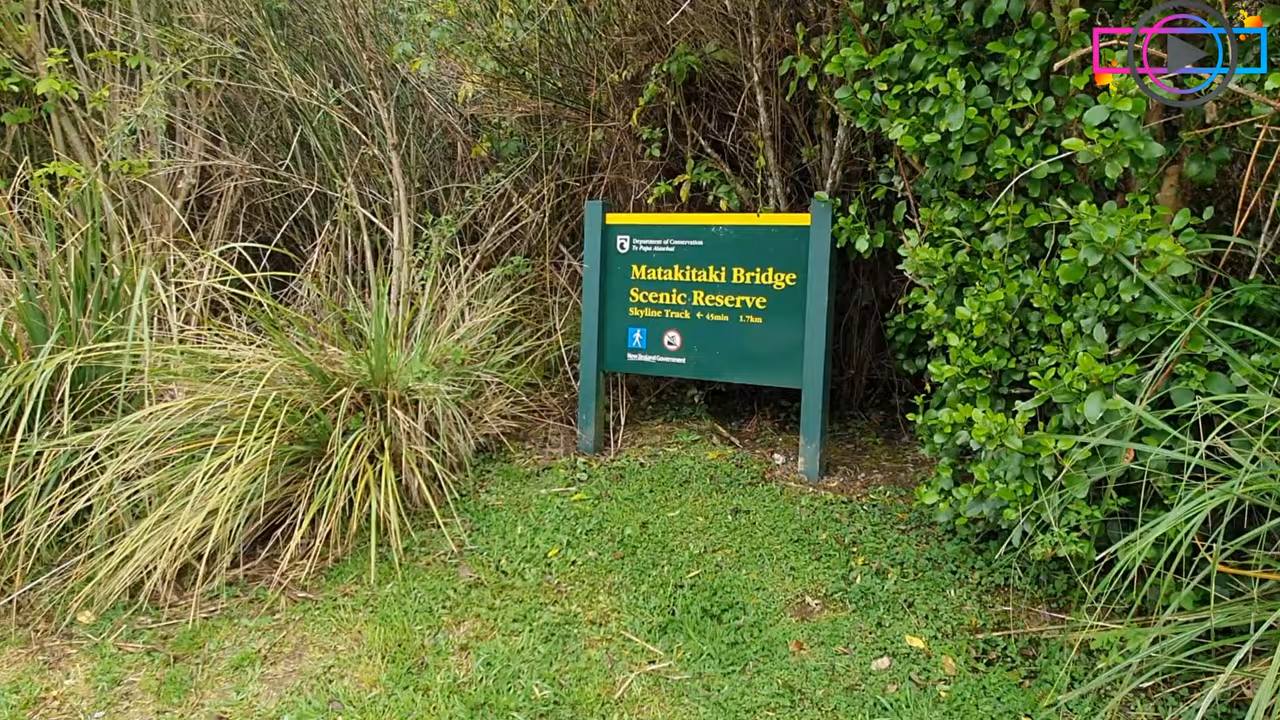 Department of Conservation
Te Papa Atawhai
Matakitaki Bridge
Scenic Reserve
Skyline Track ← 45min 1.7km
New Zealand Government